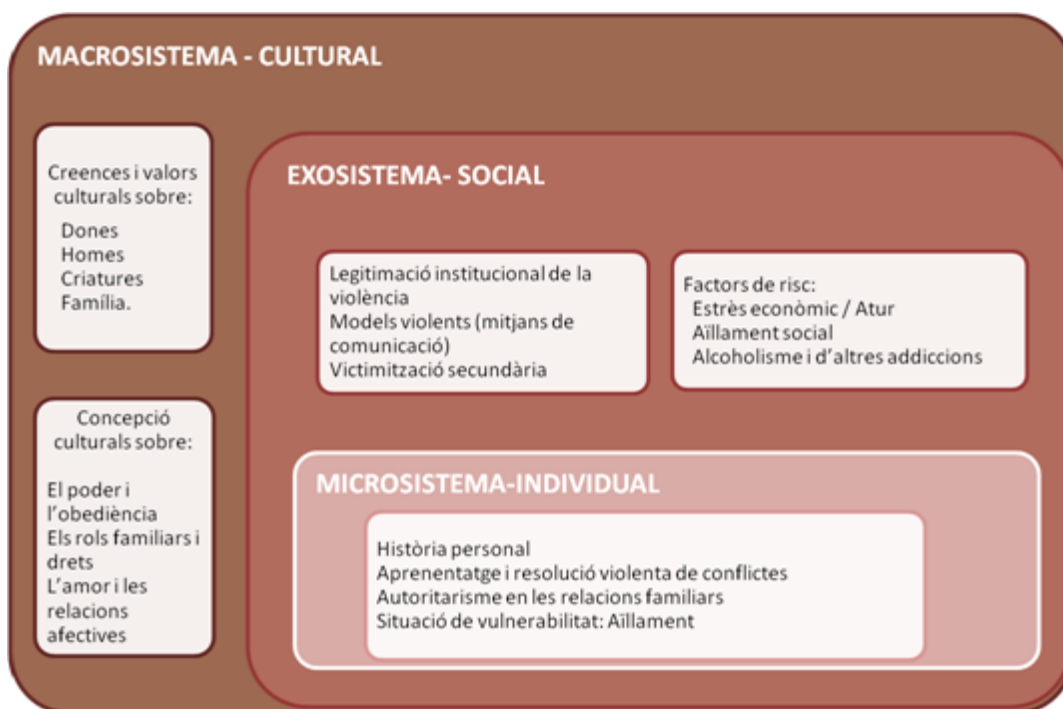 MACROSISTEMA - CULTURAL
Creences i valors
culturals sobre:
Dones
Homes
Criatures
Família.
Concepció
culturals sobre:
El poder i
l'obediència
Els rols familiars i
drets
L'amor i les
relacions
afectives
EXOSISTEMA- SOCIAL
Legitimació institucional de la
violència
Models violents (mitjans de
comunicació)
Victimització secundària
Factors de risc:
Estrès econòmic / Atur
Aïllament social
Alcoholisme i d'altres addiccions
MICROSISTEMA-INDIVIDUAL
Història personal
Aprenentatge i resolució violenta de conflictes
Autoritarisme en les relacions familiars
Situació de vulnerabilitat: Aïllament